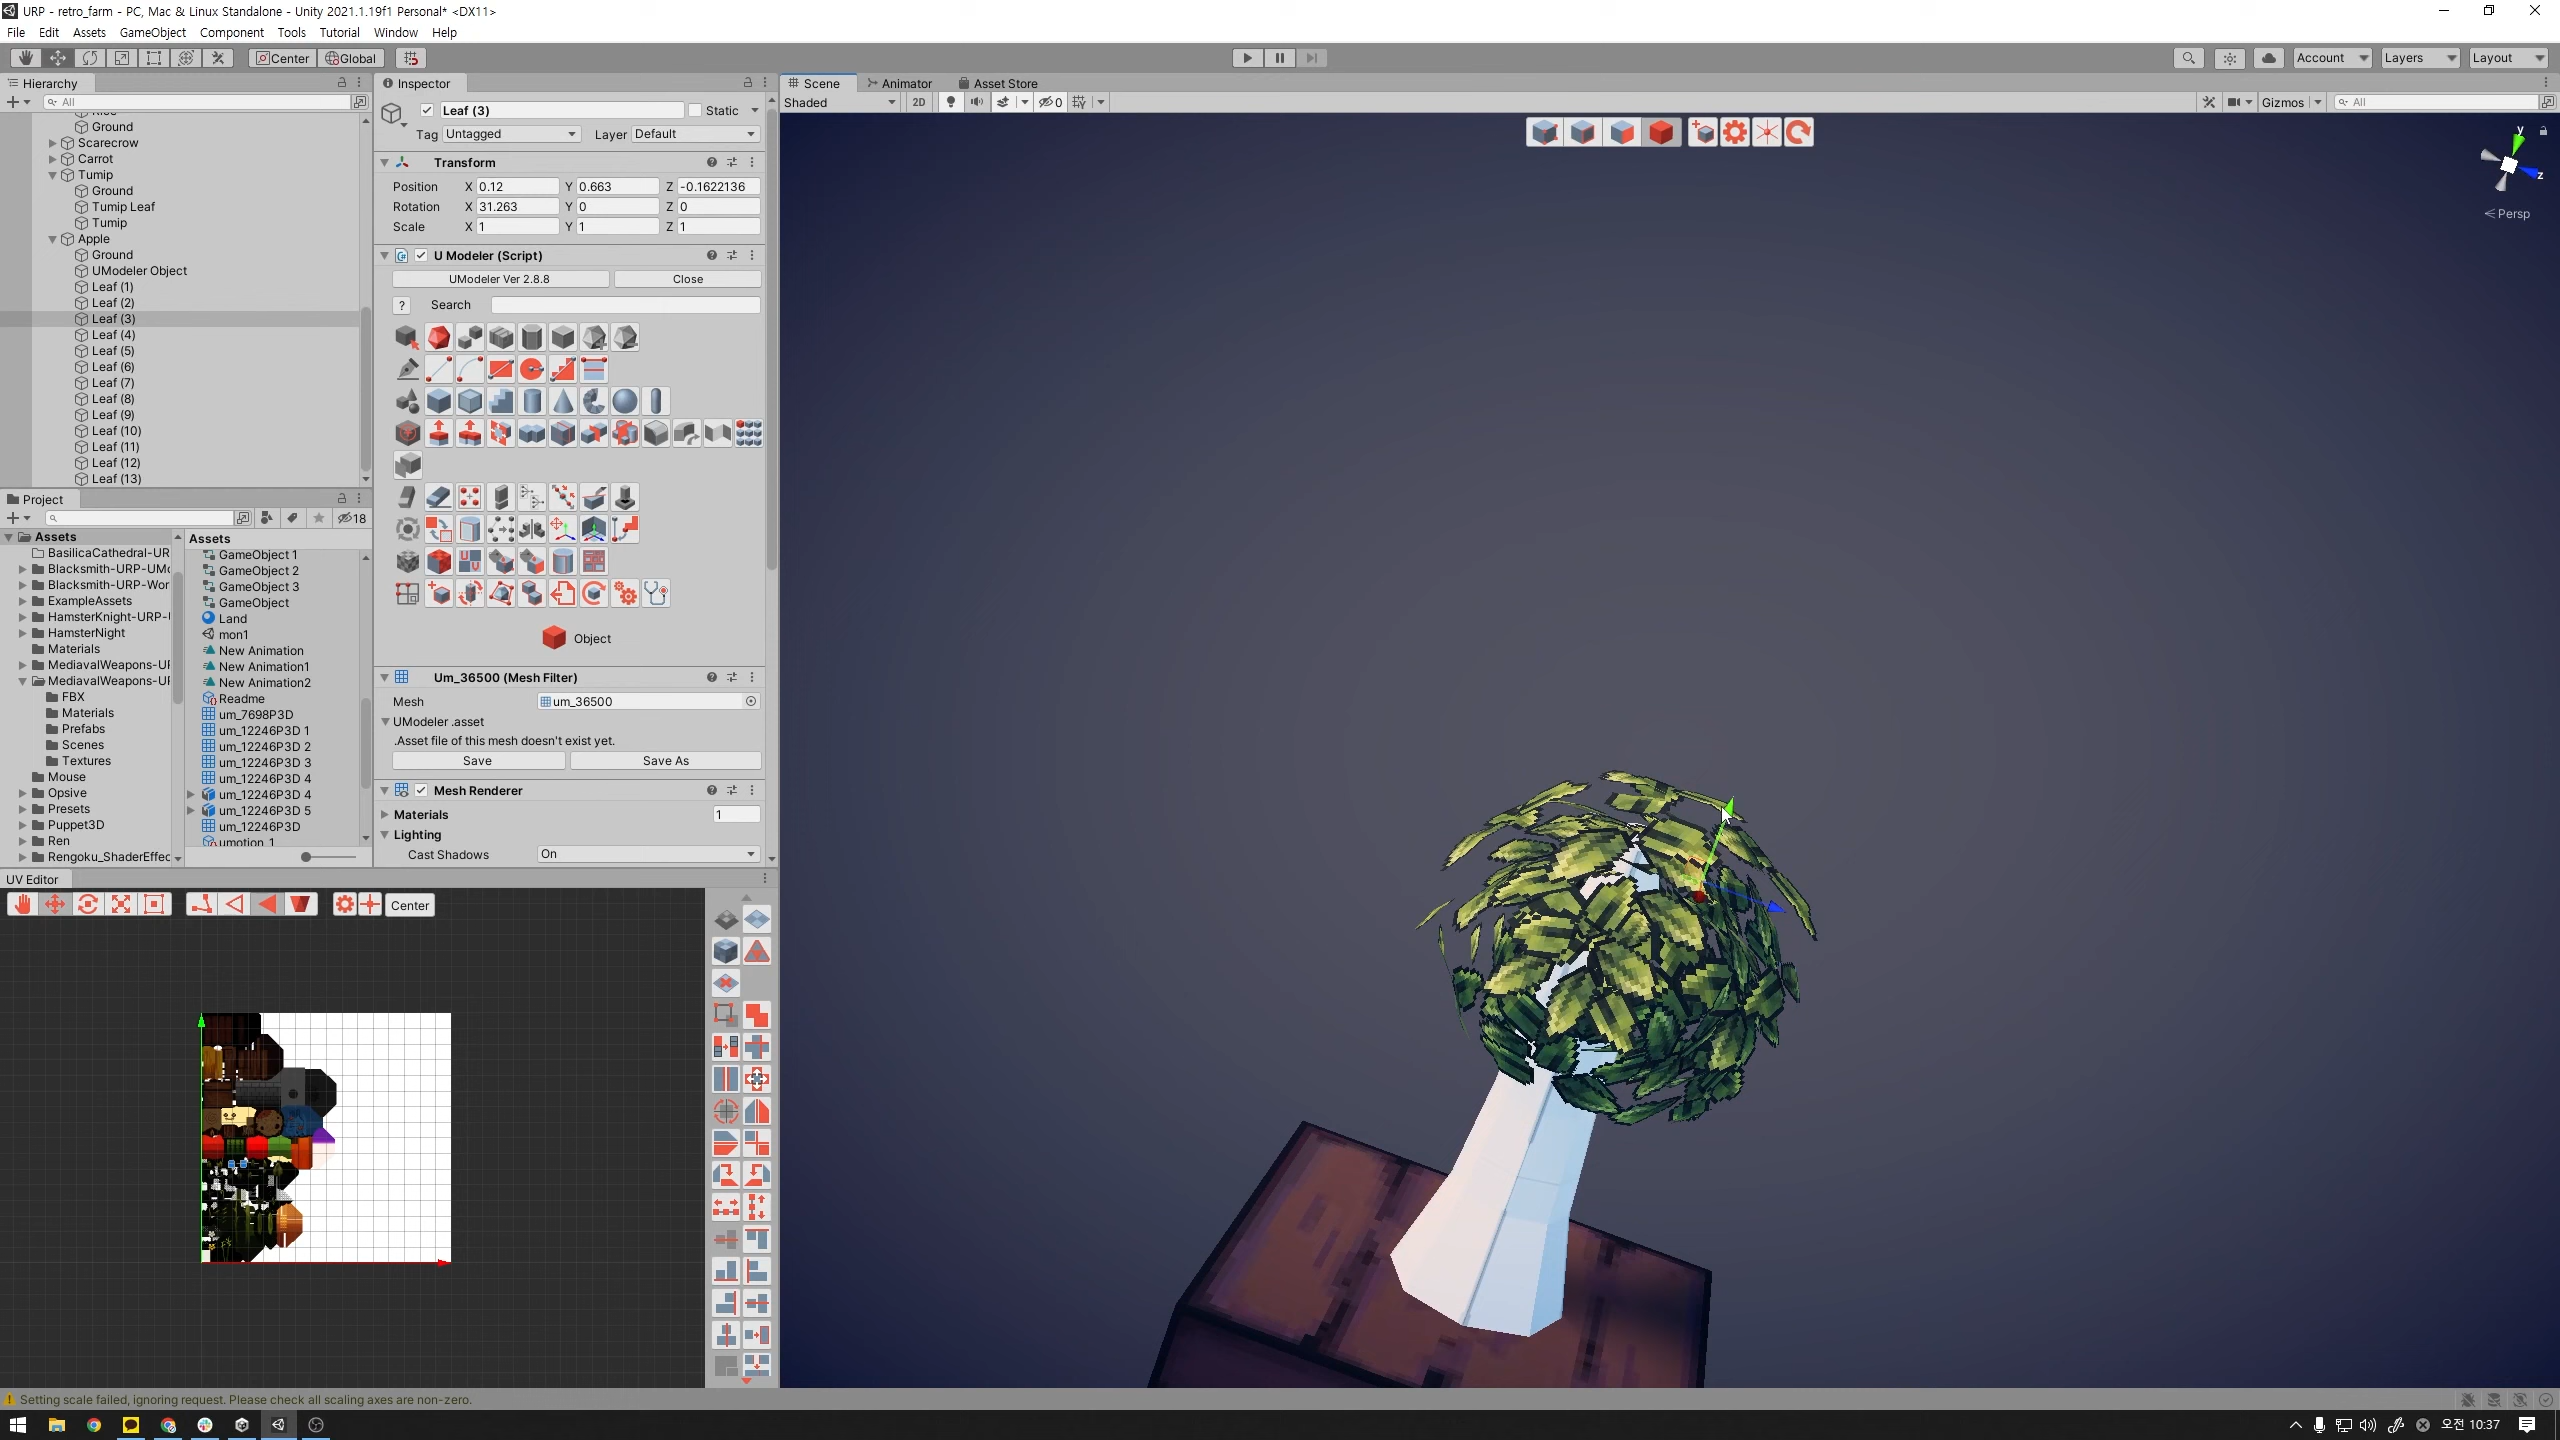 URP - retro_farm - PC, Mac & Linux Standalone - Unity 2021.1.19f1 Personal* <DX11>
File Edit Assets GameObject Component Tools Tutorial Window Help
Center Global Account Layers Layout
Hierarchy
All
Ground
Scarecrow
Carrot
Turnip
Ground
Turnip Leaf
Turnip
Apple
Ground
UModeler Object
Leaf (1)
Leaf (2)
Leaf (3)
Leaf (4)
Leaf (5)
Leaf (6)
Leaf (7)
Leaf (8)
Leaf (9)
Leaf (10)
Leaf (11)
Leaf (12)
Leaf (13)
Project
18
Assets
BasilicaCathedral-UR
Blacksmith-URP-UMo
Blacksmith-URP-Wor
ExampleAssets
HamsterKnight-URP-
HamsterNight
Materials
MediavalWeapons-UR
MediavalWeapons-UR
FBX
Materials
Prefabs
Scenes
Textures
Mouse
Opsive
Presets
Puppet3D
Ren
Rengoku_ShaderEffec
Assets
GameObject 1
GameObject 2
GameObject 3
GameObject
Land
mon1
New Animation
New Animation1
New Animation2
Readme
um_7698P3D
um_12246P3D 1
um_12246P3D 2
um_12246P3D 3
um_12246P3D 4
um_12246P3D 4
um_12246P3D 5
um_12246P3D
umotion 1
Inspector
Leaf (3) Static
Tag Untagged Layer Default
Transform
Position X 0.12 Y 0.663 Z -0.1622136
Rotation X 31.263 Y 0 Z 0
Scale X 1 Y 1 Z 1
U Modeler (Script)
UModeler Ver 2.8.8 Close
? Search
Object
Um_36500 (Mesh Filter)
Mesh um_36500
UModeler .asset
.Asset file of this mesh doesn't exist yet.
Save Save As
Mesh Renderer
Materials 1
Lighting
Cast Shadows On
UV Editor
Center
Scene Animator Asset Store
Shaded 2D 0 Gizmos All
y
z
Persp
Setting scale failed, ignoring request. Please check all scaling axes are non-zero.
오전 10:37